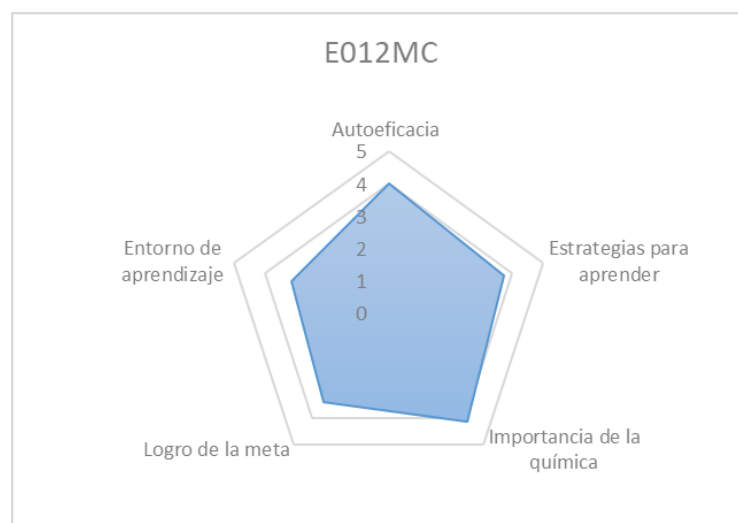 E012MC
Autoeficacia
5
4
3
2
1
0
Estrategias para
aprender
Importancia de la
química
Logro de la meta
Entorno de
aprendizaje